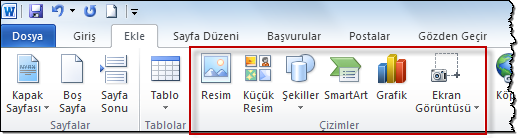 Dosya Giriş Ekle Sayfa Düzeni Başvurular Postalar Gözden Geçir
Kapak Boş Sayfa Tablo Resim Küçük Şekiller SmartArt Grafik Ekran
Sayfası Sayfa Sonu Resim Görüntüsü
Sayfalar Tablolar Çizimler